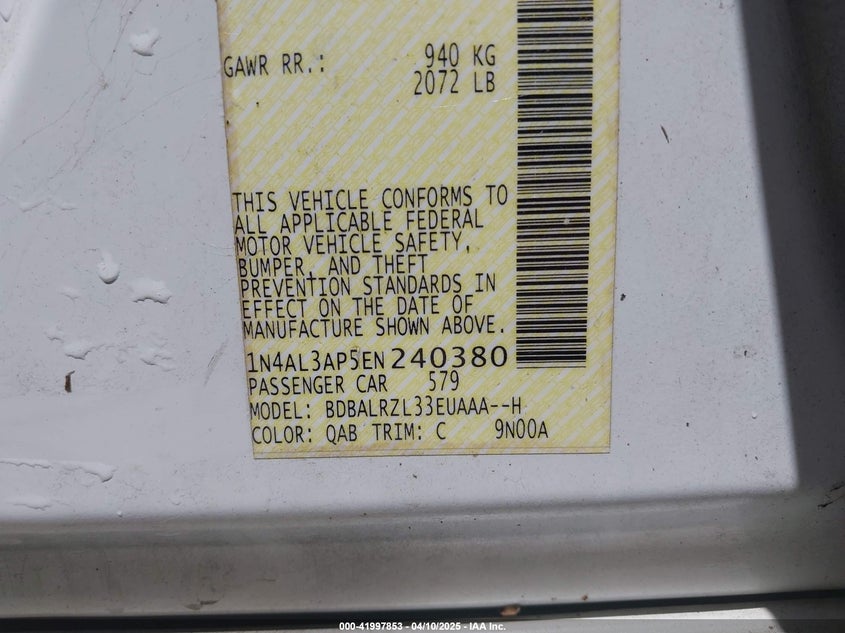 GAWR RR.: 940 KG
2072 LB
THIS VEHICLE CONFORMS TO
ALL APPLICABLE FEDERAL
MOTOR VEHICLE SAFETY,
BUMPER, AND THEFT
PREVENTION STANDARDS IN
EFFECT ON THE DATE OF
MANUFACTURE SHOWN ABOVE.
1N4AL3AP5EN240380
PASSENGER CAR 579
MODEL: BDBALRZL33EUAAA--H
COLOR: QAB TRIM: C 9N00A
000-41997853 - 04/10/2025 - IAA Inc.